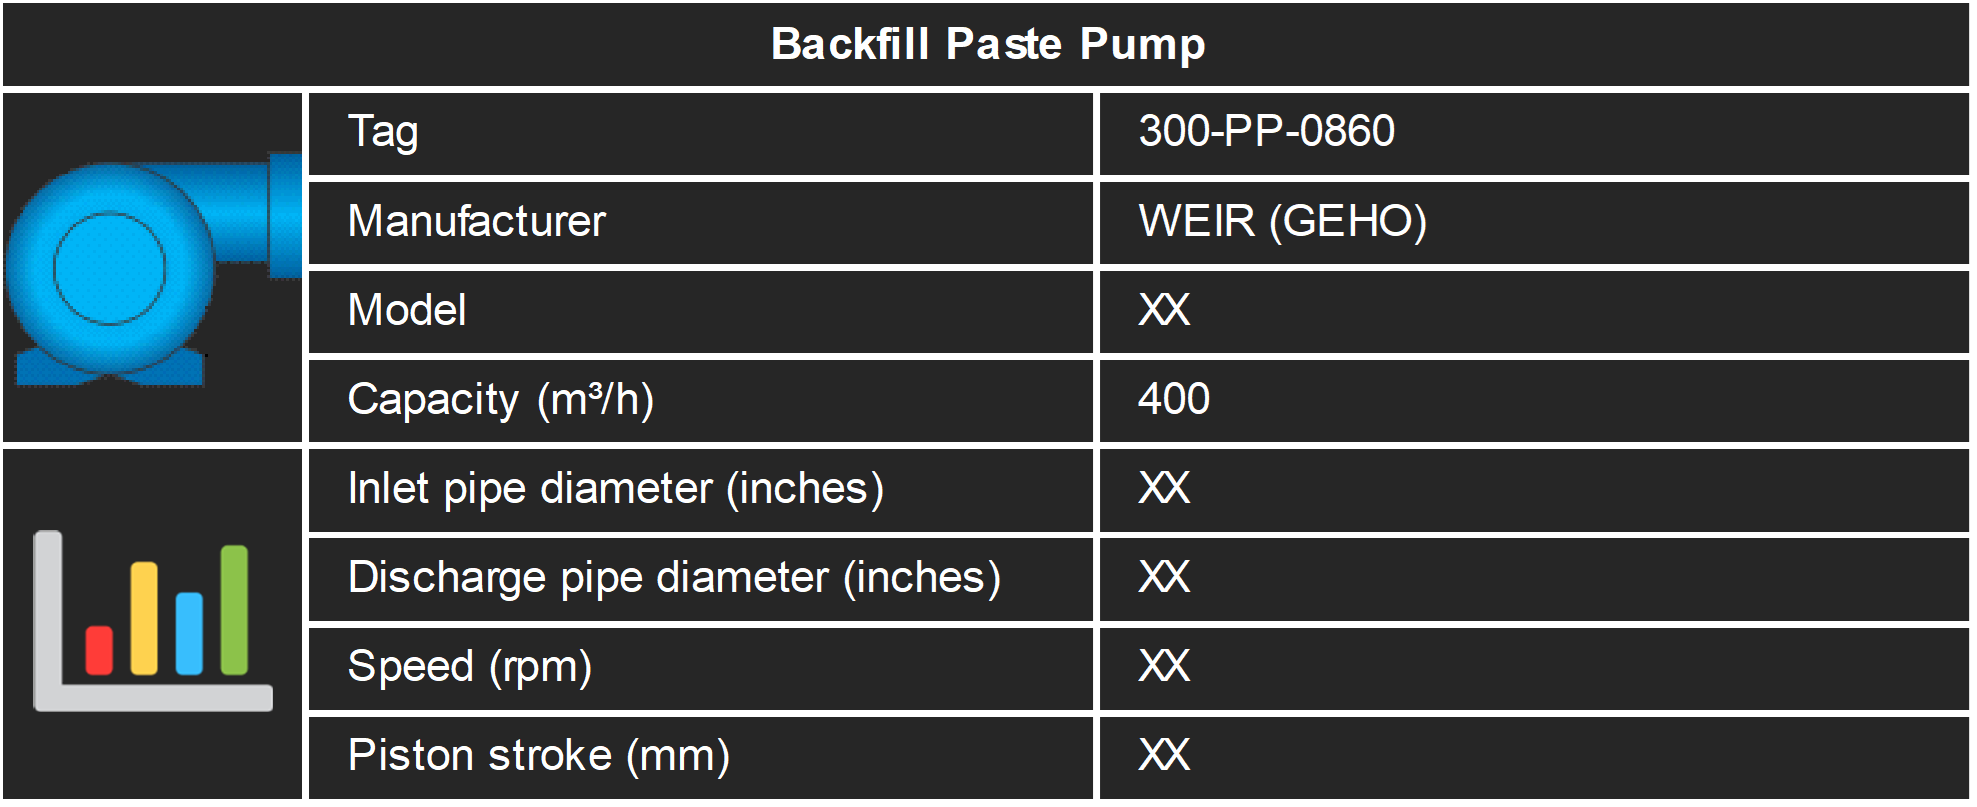 Backfill Paste Pump
Tag 300-PP-0860
Manufacturer WEIR (GEHO)
Model XX
Capacity (m³/h) 400
Inlet pipe diameter (inches) XX
Discharge pipe diameter (inches) XX
Speed (rpm) XX
Piston stroke (mm) XX